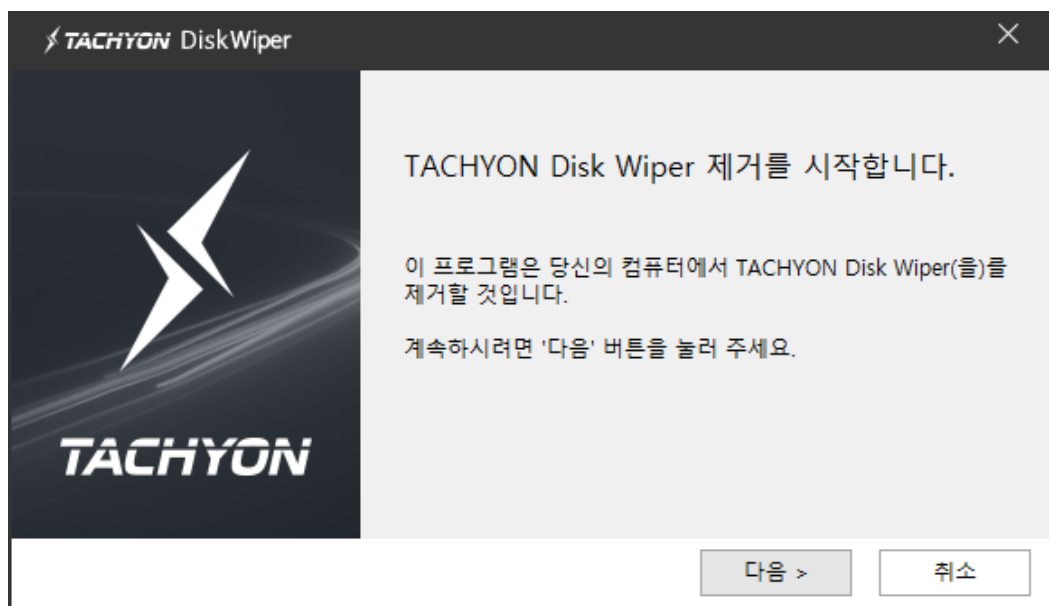 TACHYON DiskWiper
TACHYON Disk Wiper 제거를 시작합니다.
이 프로그램은 당신의 컴퓨터에서 TACHYON Disk Wiper(을)를
제거할 것입니다.
계속하시려면 '다음' 버튼을 눌러 주세요.
TACHYON
다음 >
취소